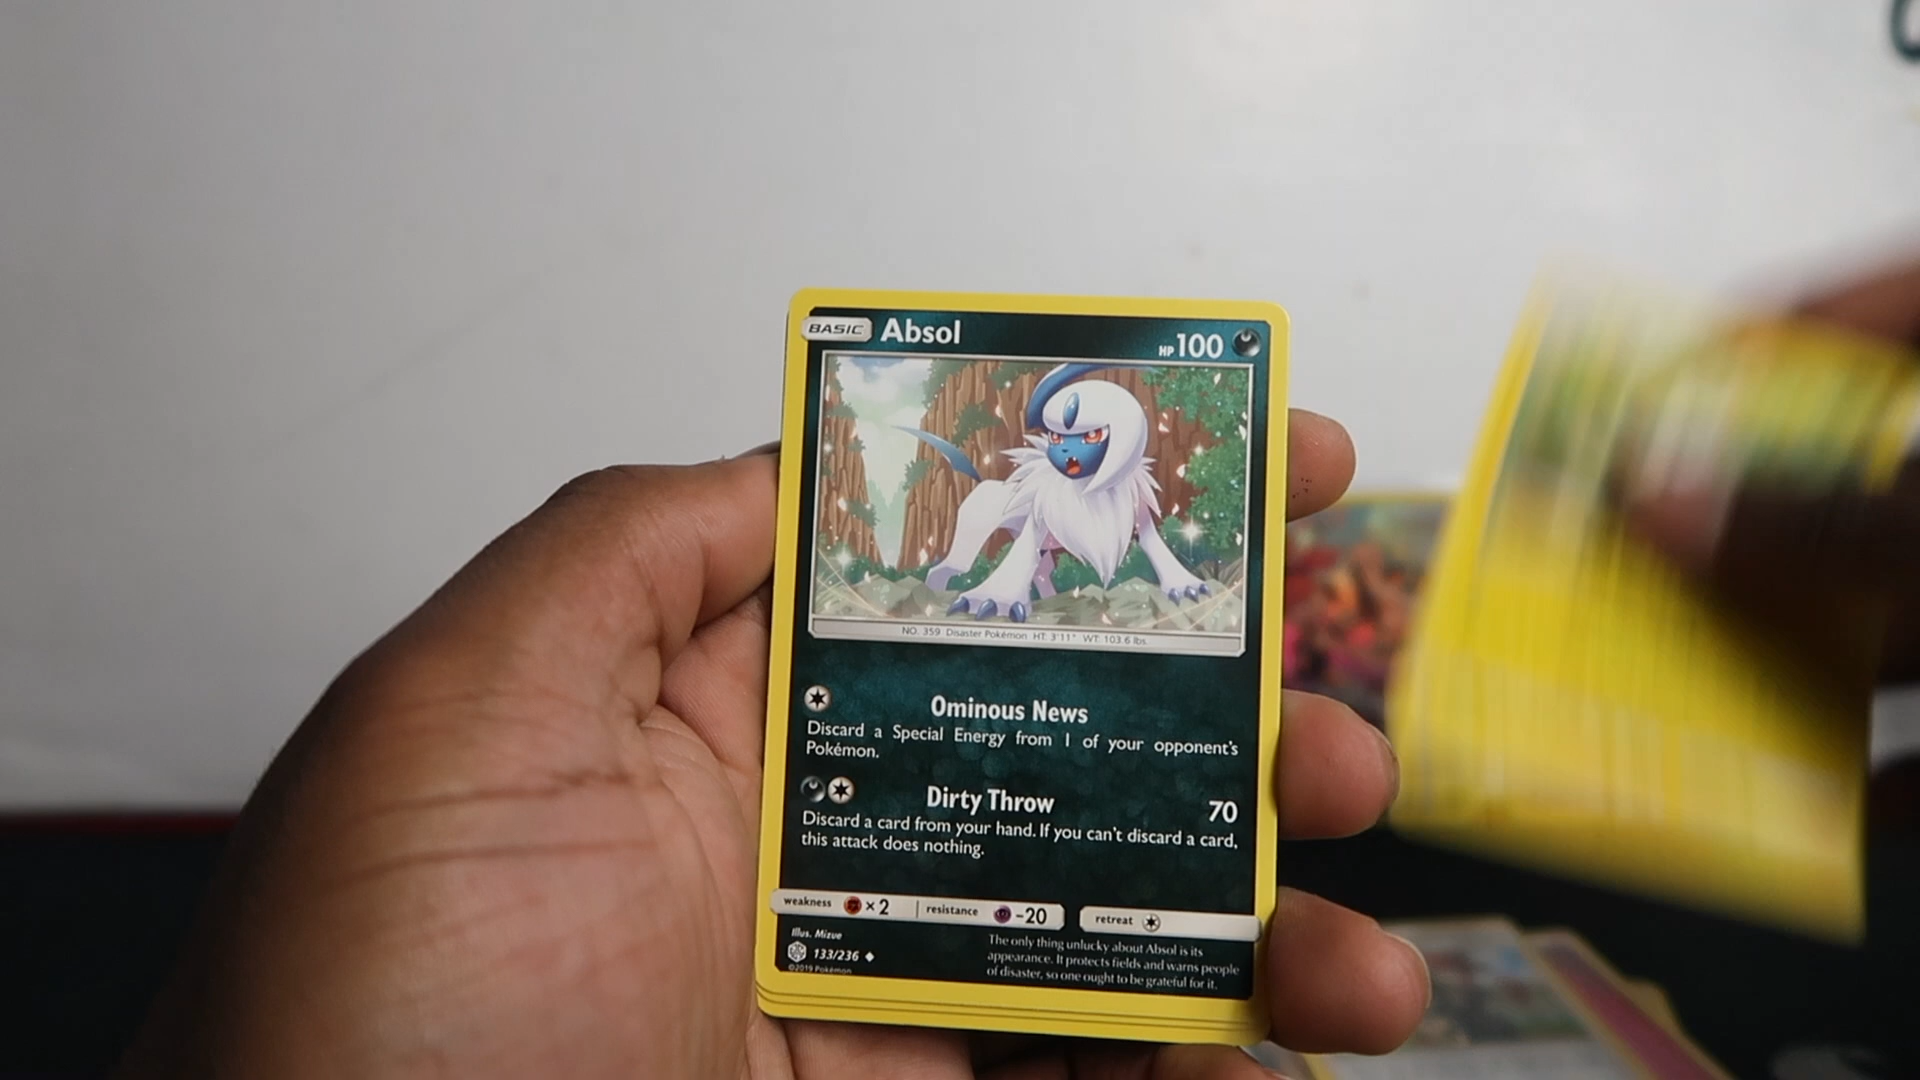 BASIC Absol HP 100
NO. 359 Disaster Pokémon HT: 3'11" WT: 103.6 lbs.
Ominous News
Discard a Special Energy from 1 of your opponent's
Pokémon.
Dirty Throw 70
Discard a card from your hand. If you can't discard a card,
this attack does nothing.
weakness ×2 resistance -20 retreat
Illus. Mizue
133/236
©2019 Pokémon
The only thing unlucky about Absol is its
appearance. It protects fields and warns people
of disaster, so one ought to be grateful for it.